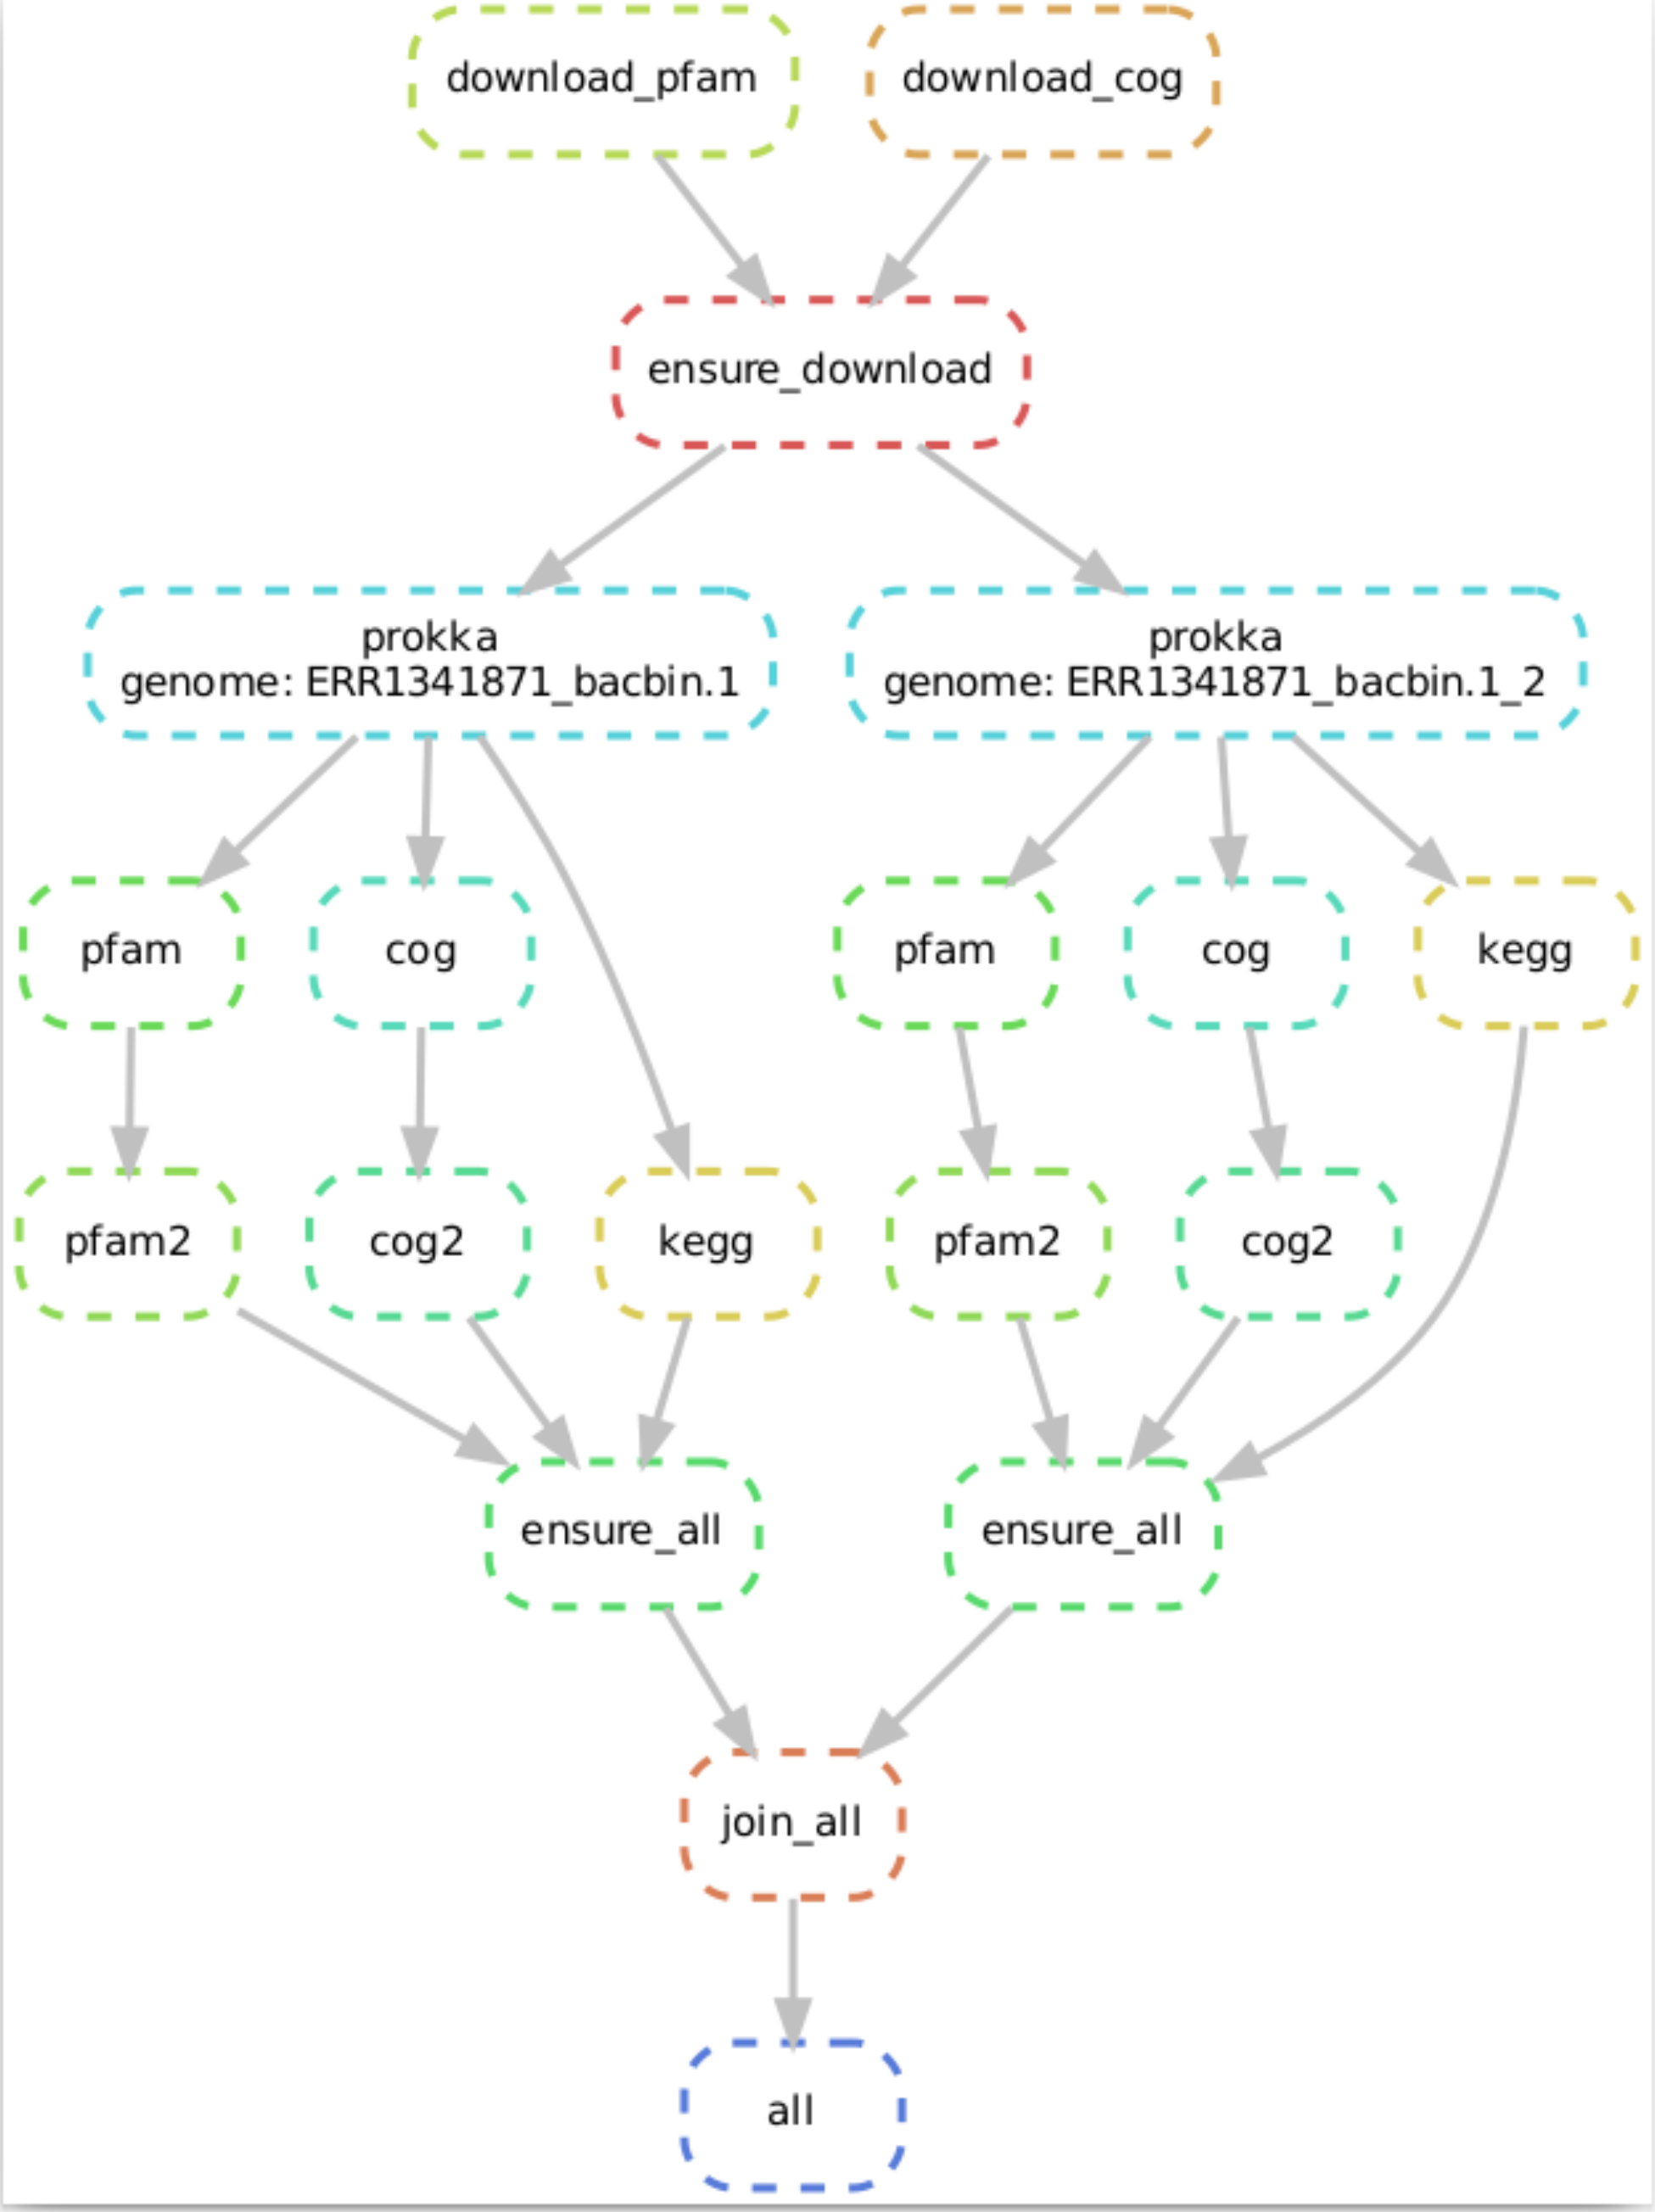 download_pfam
download_cog
ensure_download
prokka
genome: ERR1341871_bacbin.1
prokka
genome: ERR1341871_bacbin.1_2
pfam
cog
pfam
cog
kegg
pfam2
cog2
kegg
pfam2
cog2
ensure_all
ensure_all
join_all
all